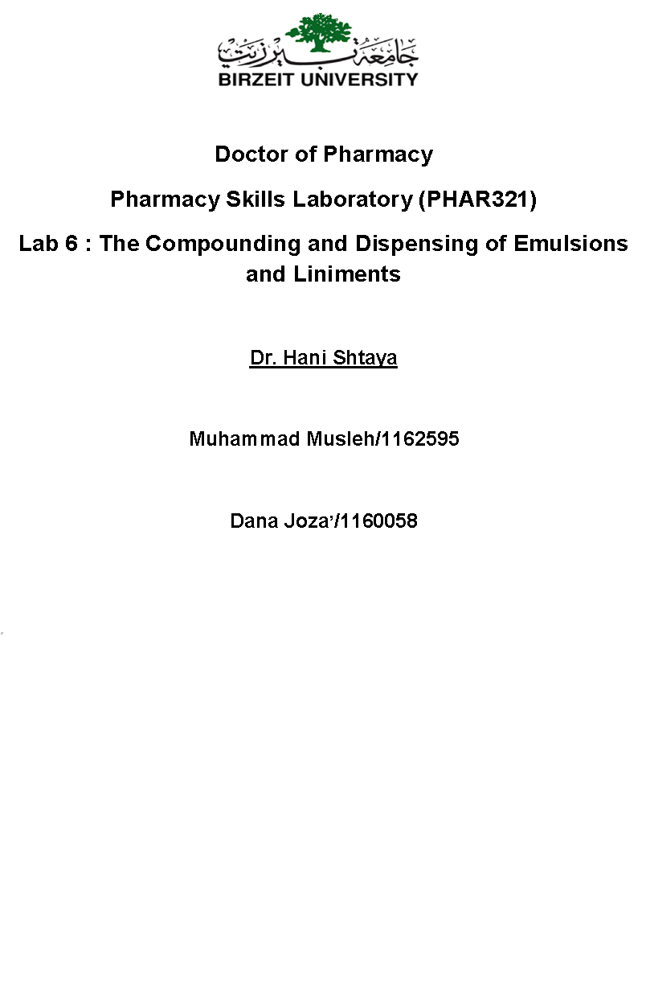 جامعة بيرزيت
BIRZEIT UNIVERSITY
Doctor of Pharmacy
Pharmacy Skills Laboratory (PHAR321)
Lab 6 : The Compounding and Dispensing of Emulsions
and Liniments
Dr. Hani Shtaya
Muhammad Musleh/1162595
Dana Joza’/1160058